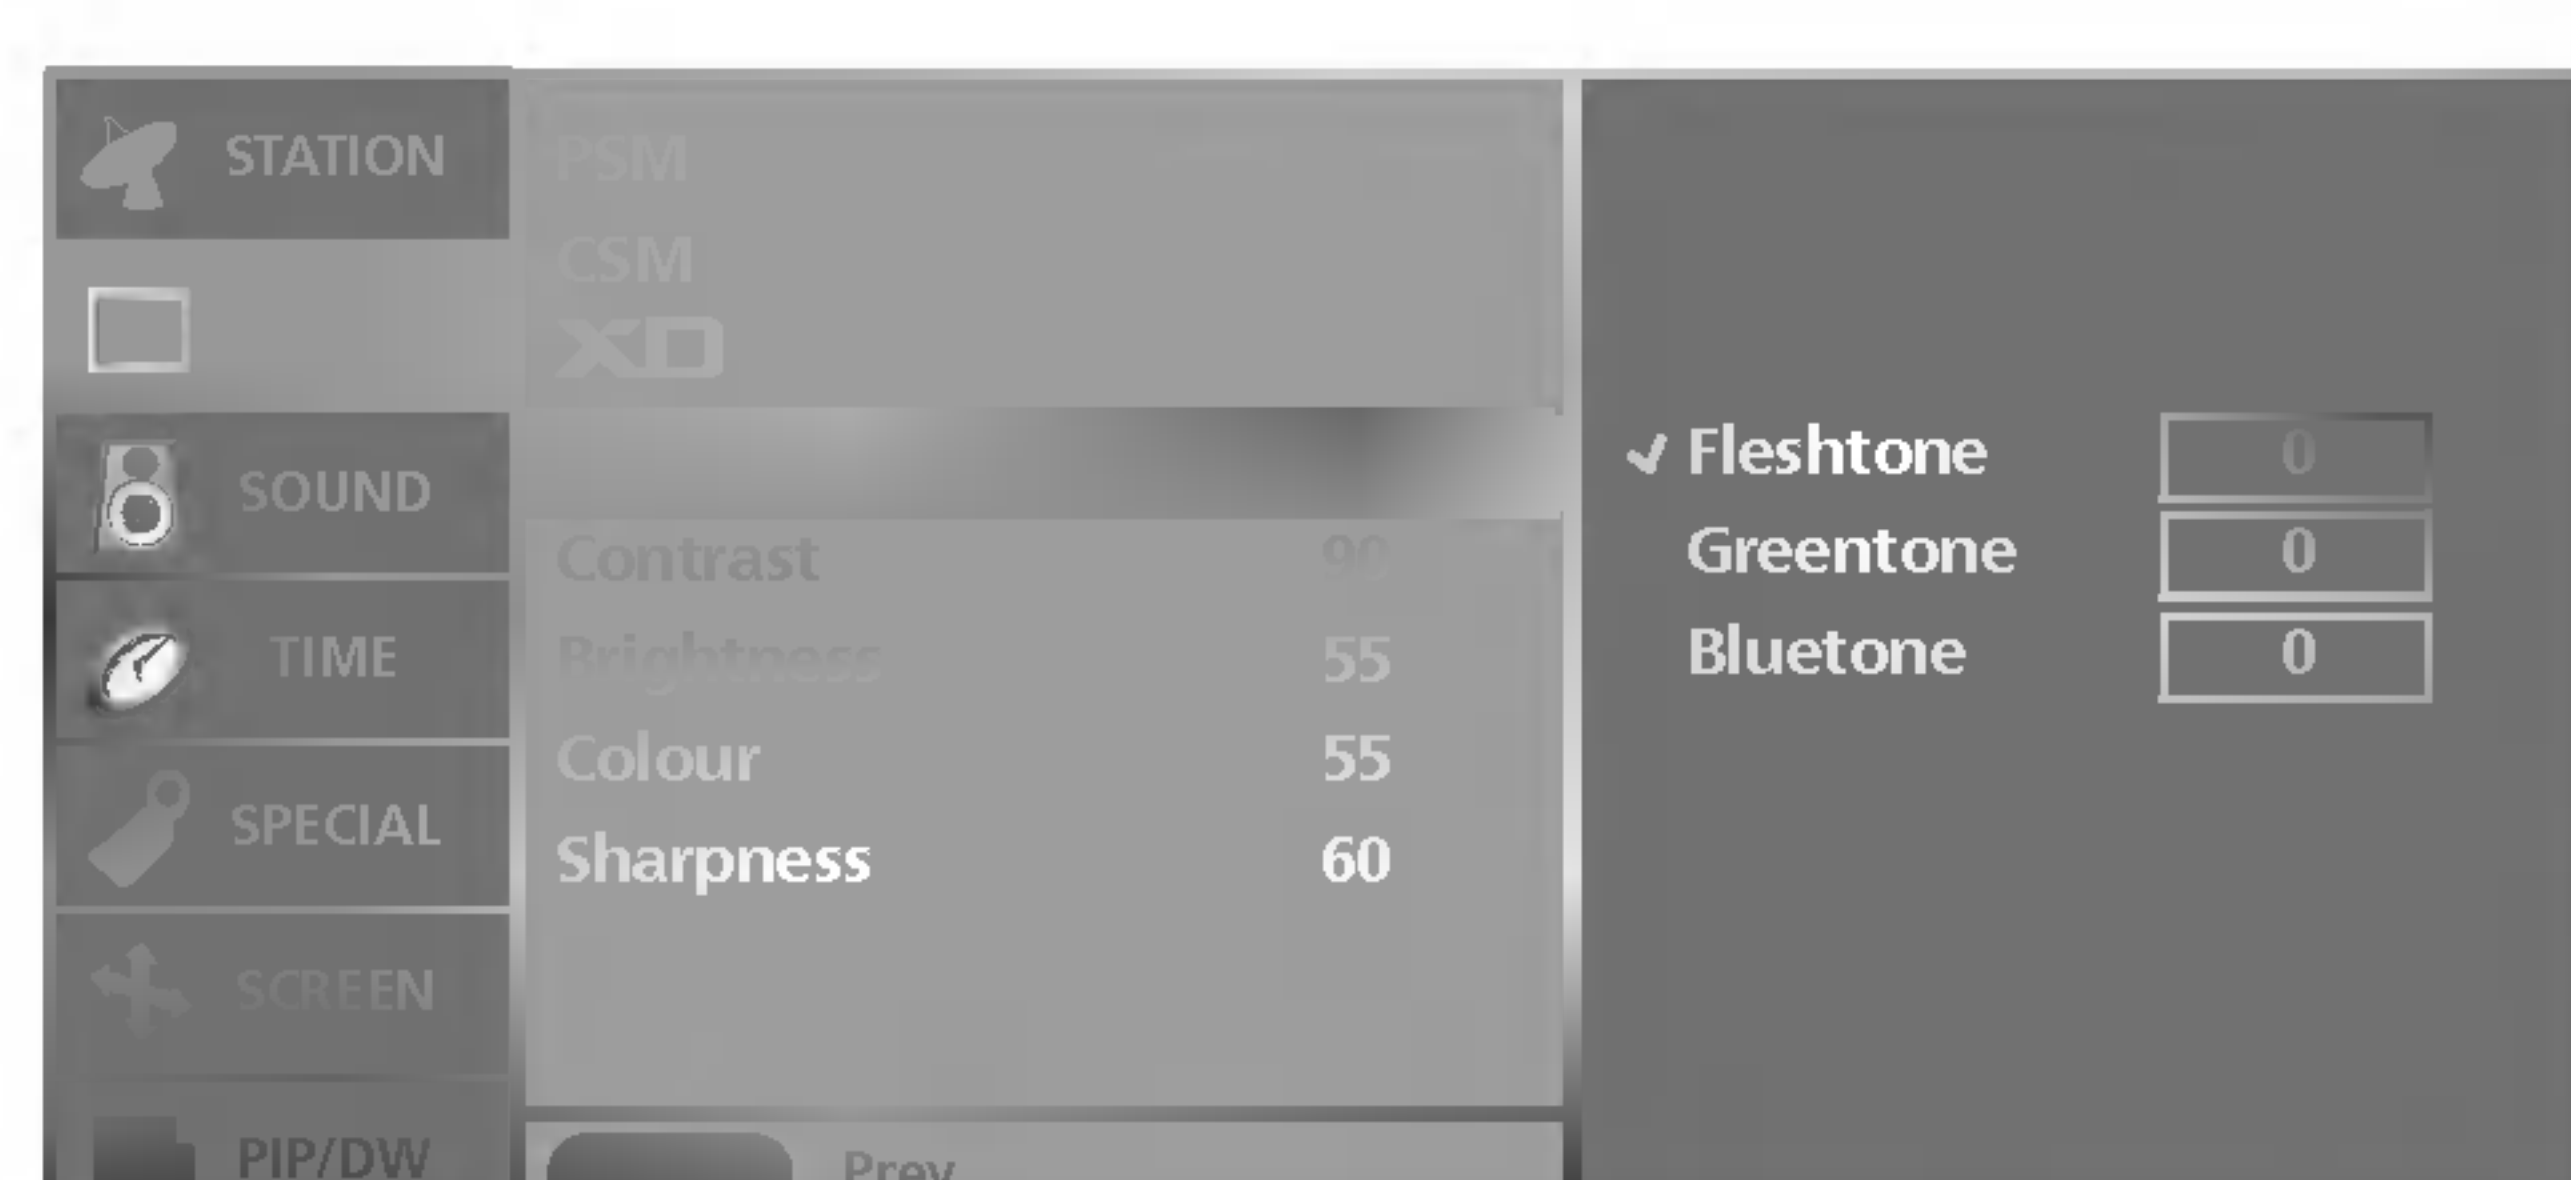 STATION
SOUND
TIME
SPECIAL
SCREEN
PIP/DW
PSM
CSM
XD
Contrast 90
Brightness 55
Colour 55
Sharpness 60
Prev
Fleshtone 0
Greentone 0
Bluetone 0